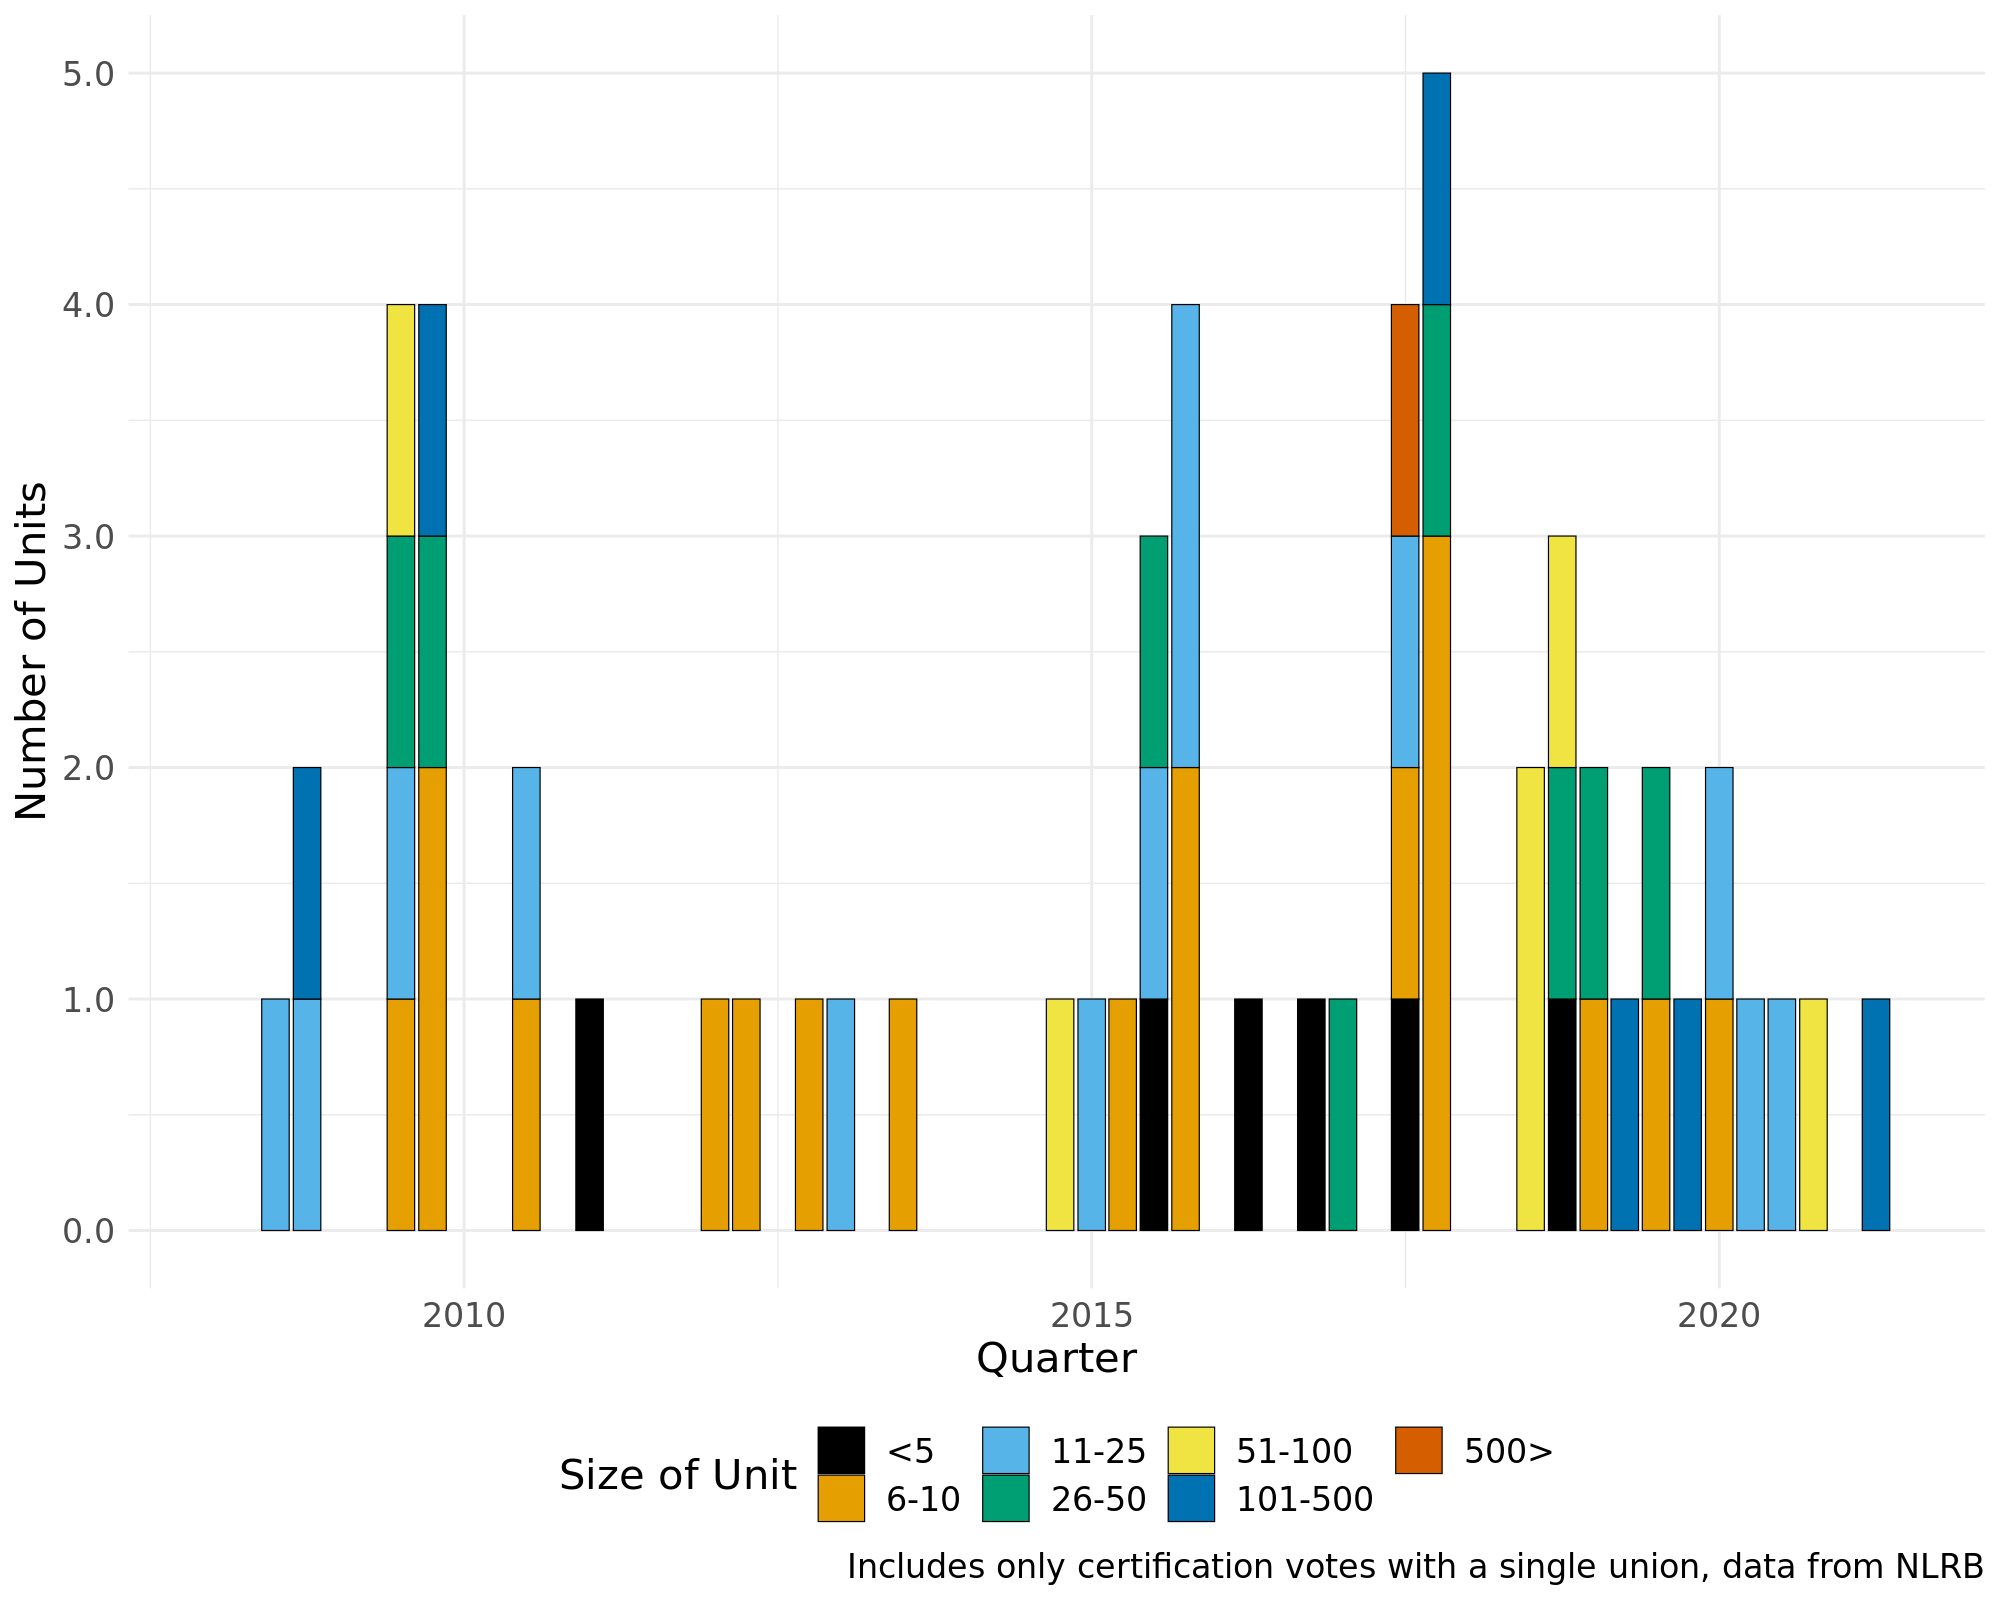 5.0
4.0
3.0
2.0
1.0
0.0
Number of Units
2010 2015 2020
Quarter
Size of Unit
<5 11-25 51-100 500>
6-10 26-50 101-500
Includes only certification votes with a single union, data from NLRB